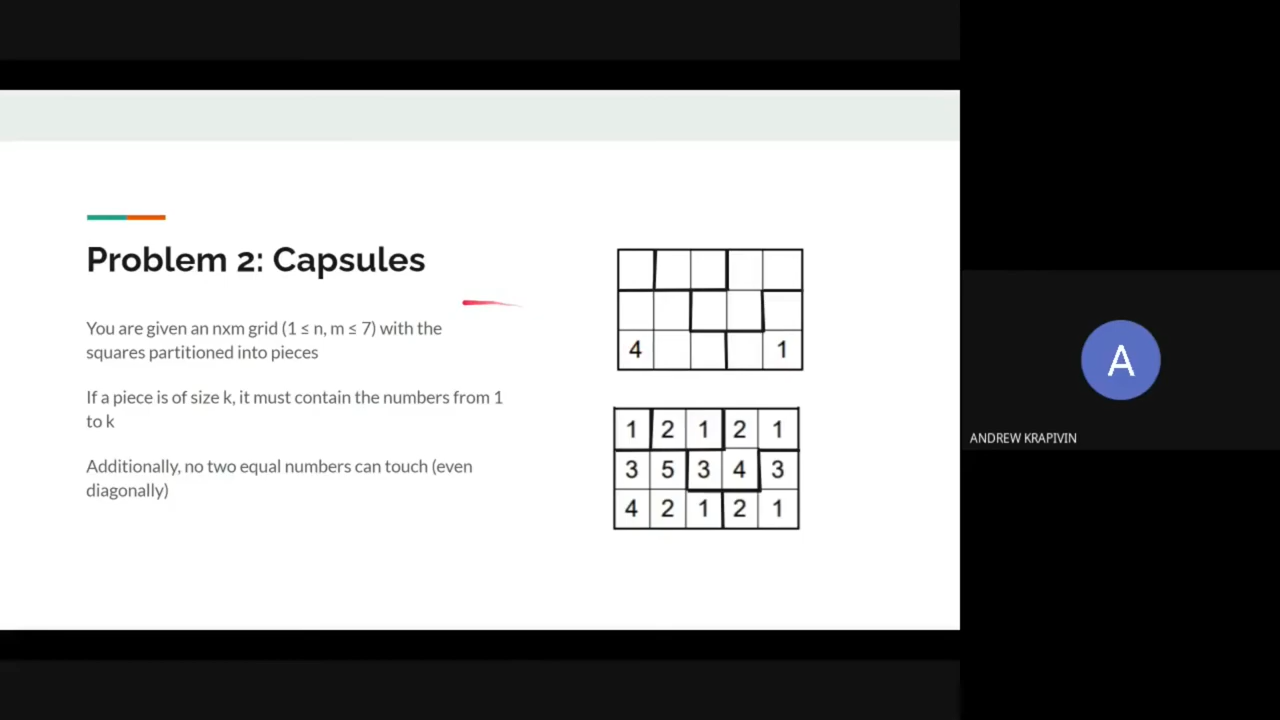 Problem 2: Capsules
You are given an nxm grid (1 ≤ n, m ≤ 7) with the
squares partitioned into pieces
If a piece is of size k, it must contain the numbers from 1
to k
Additionally, no two equal numbers can touch (even
diagonally)
4 1
1 2 1 2 1
3 5 3 4 3
4 2 1 2 1
A
ANDREW KRAPIVIN